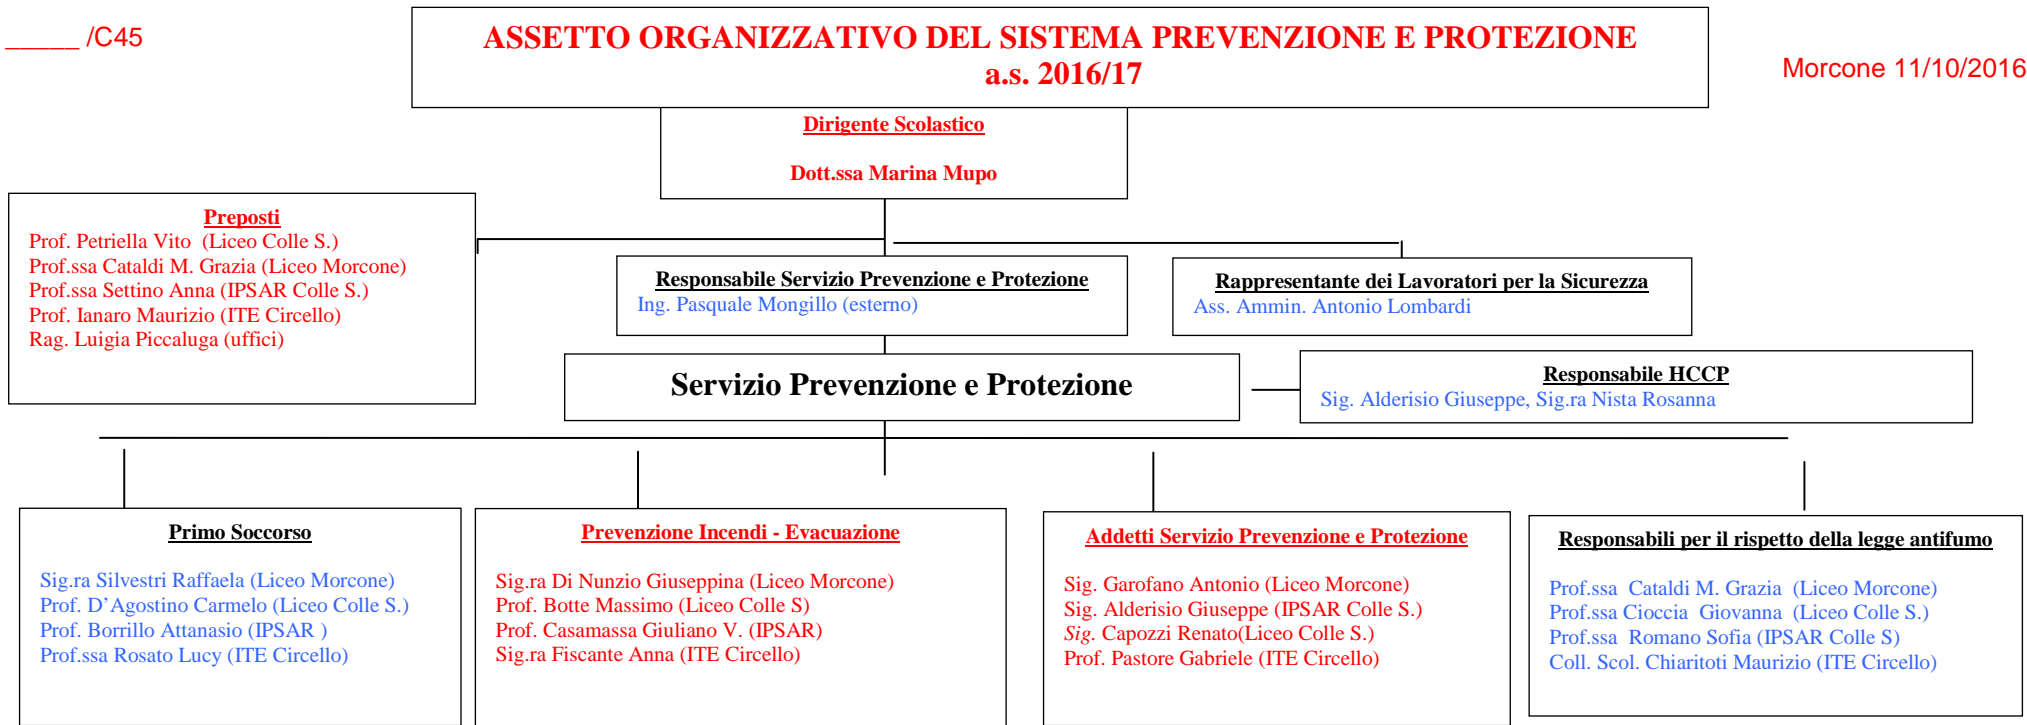 _____ /C45
ASSETTO ORGANIZZATIVO DEL SISTEMA PREVENZIONE E PROTEZIONE
a.s. 2016/17
Morcone 11/10/2016
Dirigente Scolastico
Dott.ssa Marina Mupo
Preposti
Prof. Petriella Vito (Liceo Colle S.)
Prof.ssa Cataldi M. Grazia (Liceo Morcone)
Prof.ssa Settino Anna (IPSAR Colle S.)
Prof. Ianaro Maurizio (ITE Circello)
Rag. Luigia Piccaluga (uffici)
Responsabile Servizio Prevenzione e Protezione
Ing. Pasquale Mongillo (esterno)
Rappresentante dei Lavoratori per la Sicurezza
Ass. Ammin. Antonio Lombardi
Servizio Prevenzione e Protezione
Responsabile HCCP
Sig. Alderisio Giuseppe, Sig.ra Nista Rosanna
Primo Soccorso
Sig.ra Silvestri Raffaela (Liceo Morcone)
Prof. D’Agostino Carmelo (Liceo Colle S.)
Prof. Borrillo Attanasio (IPSAR )
Prof.ssa Rosato Lucy (ITE Circello)
Prevenzione Incendi - Evacuazione
Sig.ra Di Nunzio Giuseppina (Liceo Morcone)
Prof. Botte Massimo (Liceo Colle S)
Prof. Casamassa Giuliano V. (IPSAR)
Sig.ra Fiscante Anna (ITE Circello)
Addetti Servizio Prevenzione e Protezione
Sig. Garofano Antonio (Liceo Morcone)
Sig. Alderisio Giuseppe (IPSAR Colle S.)
Sig. Capozzi Renato(Liceo Colle S.)
Prof. Pastore Gabriele (ITE Circello)
Responsabili per il rispetto della legge antifumo
Prof.ssa Cataldi M. Grazia (Liceo Morcone)
Prof.ssa Cioccia Giovanna (Liceo Colle S.)
Prof.ssa Romano Sofia (IPSAR Colle S)
Coll. Scol. Chiaritoti Maurizio (ITE Circello)